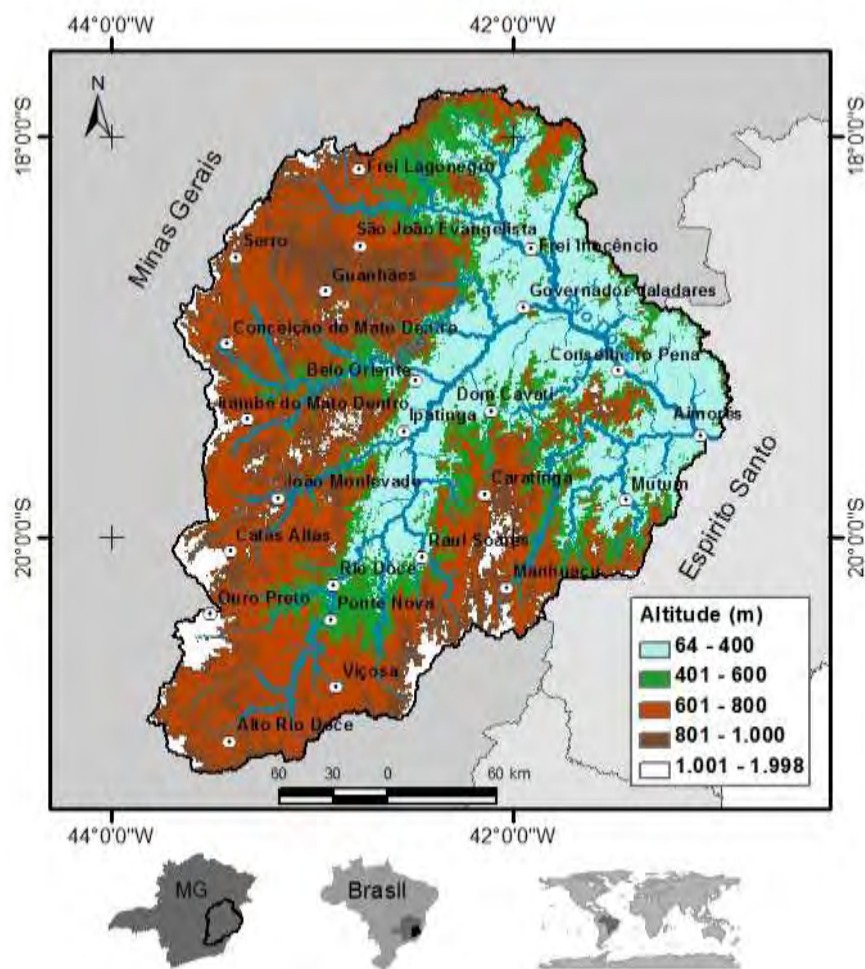 44°0'0"W 42°0'0"W
N
18°0'0"S 18°0'0"S
Minas Gerais
Frei Lagonegro
São João Evangelista
Serro
Frei Inocêncio
Guanhães
Governador Valadares
Conceição do Mato Dentro
Conselheiro Pena
Belo Oriente
Dom Cavati
Itambé do Mato Dentro
Ipatinga
Aimorés
João Monlevade
Caratinga
Mutum
Espirito Santo
20°0'0"S 20°0'0"S
Catas Altas
Raul Soares
Rio Doce
Manhuaçu
Ouro Preto
Ponte Nova
Viçosa
Alto Rio Doce
Altitude (m)
64 - 400
401 - 600
601 - 800
801 - 1.000
1.001 - 1.998
60 30 0 60 km
44°0'0"W 42°0'0"W
MG
Brasil